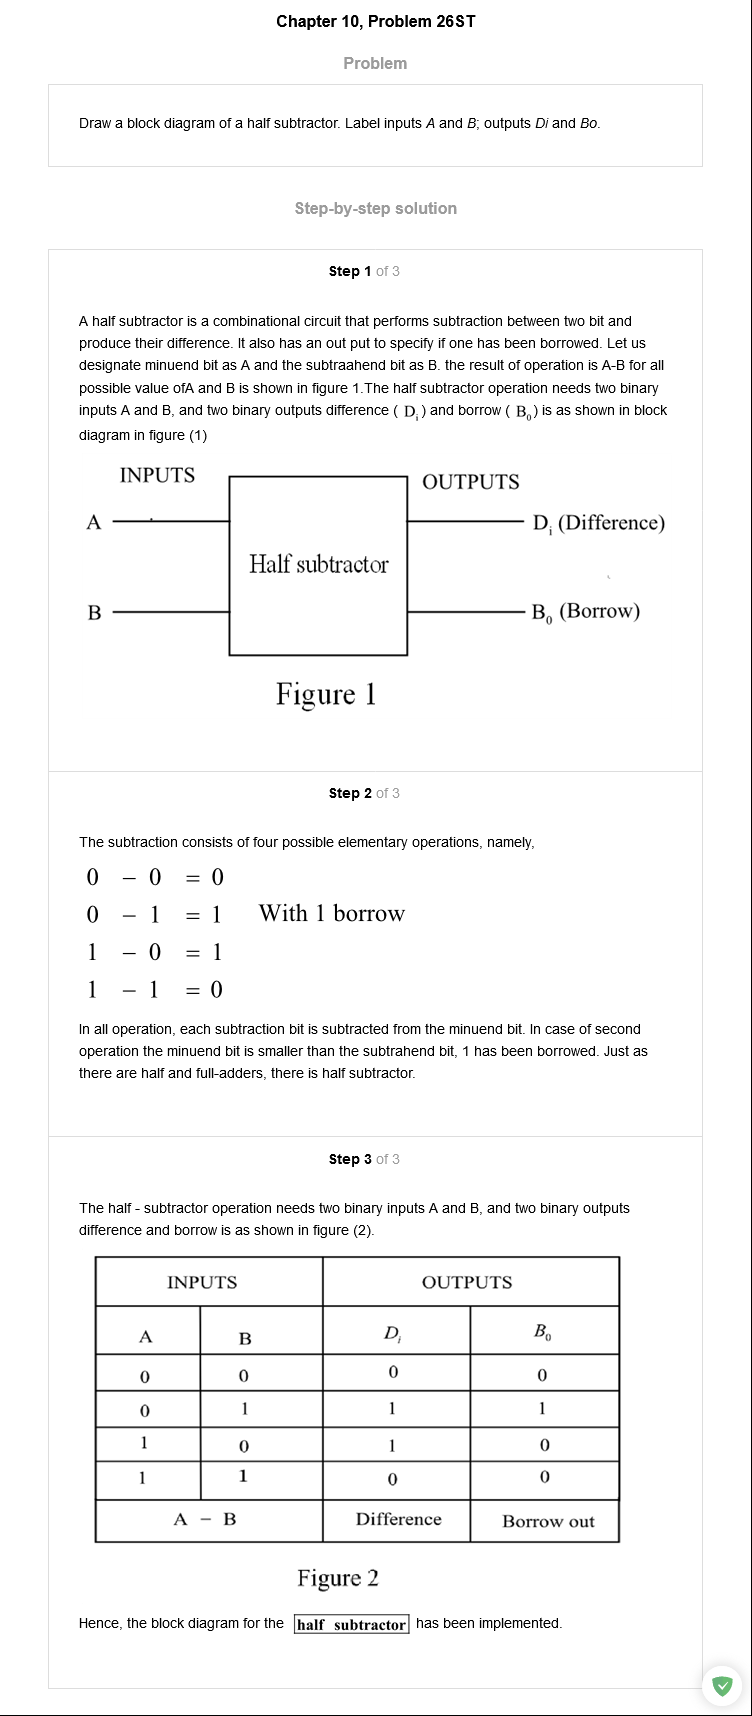 Chapter 10, Problem 26ST
Problem
Draw a block diagram of a half subtractor. Label inputs A and B; outputs Di and Bo.
Step-by-step solution
Step 1 of 3
A half subtractor is a combinational circuit that performs subtraction between two bit and
produce their difference. It also has an out put to specify if one has been borrowed. Let us
designate minuend bit as A and the subtraahend bit as B. the result of operation is A-B for all
possible value ofA and B is shown in figure 1.The half subtractor operation needs two binary
inputs A and B, and two binary outputs difference ( Di ) and borrow ( B0 ) is as shown in block
diagram in figure (1)
INPUTS
OUTPUTS
A
Di (Difference)
Half subtractor
B
B0 (Borrow)
Figure 1
Step 2 of 3
The subtraction consists of four possible elementary operations, namely,
0 − 0 = 0
0 − 1 = 1 With 1 borrow
1 − 0 = 1
1 − 1 = 0
In all operation, each subtraction bit is subtracted from the minuend bit. In case of second
operation the minuend bit is smaller than the subtrahend bit, 1 has been borrowed. Just as
there are half and full-adders, there is half subtractor.
Step 3 of 3
The half - subtractor operation needs two binary inputs A and B, and two binary outputs
difference and borrow is as shown in figure (2).
INPUTS OUTPUTS
A B Di B0
0 0 0 0
0 1 1 1
1 0 1 0
1 1 0 0
A − B Difference Borrow out
Figure 2
Hence, the block diagram for the half subtractor has been implemented.